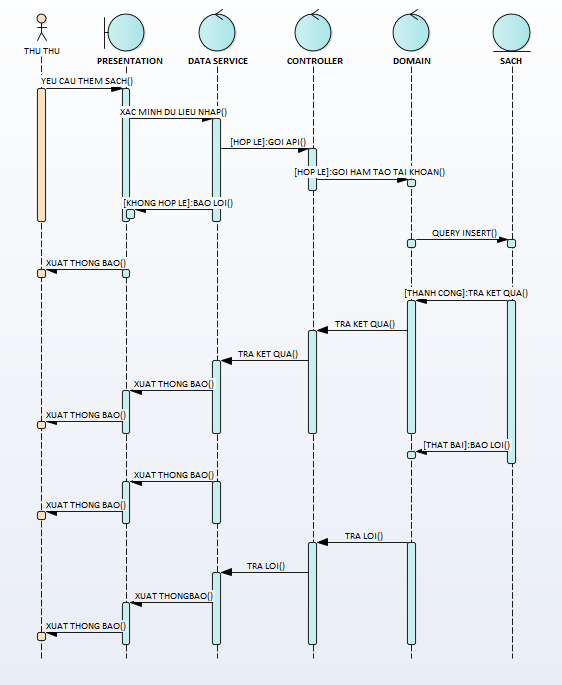 THU THU
PRESENTATION
DATA SERVICE
CONTROLLER
DOMAIN
SACH
YEU CAU THEM SACH()
XAC MINH DU LIEU NHAP()
[HOP LE]:GOI API()
[HOP LE]:GOI HAM TAO TAI KHOAN()
[KHONG HOP LE]:BAO LOI()
QUERY INSERT()
XUAT THONG BAO()
[THANH CONG]:TRA KET QUA()
TRA KET QUA()
TRA KET QUA()
XUAT THONG BAO()
XUAT THONG BAO()
[THAT BAI]:BAO LOI()
XUAT THONG BAO()
XUAT THONG BAO()
TRA LOI()
TRA LOI()
XUAT THONGBAO()
XUAT THONG BAO()